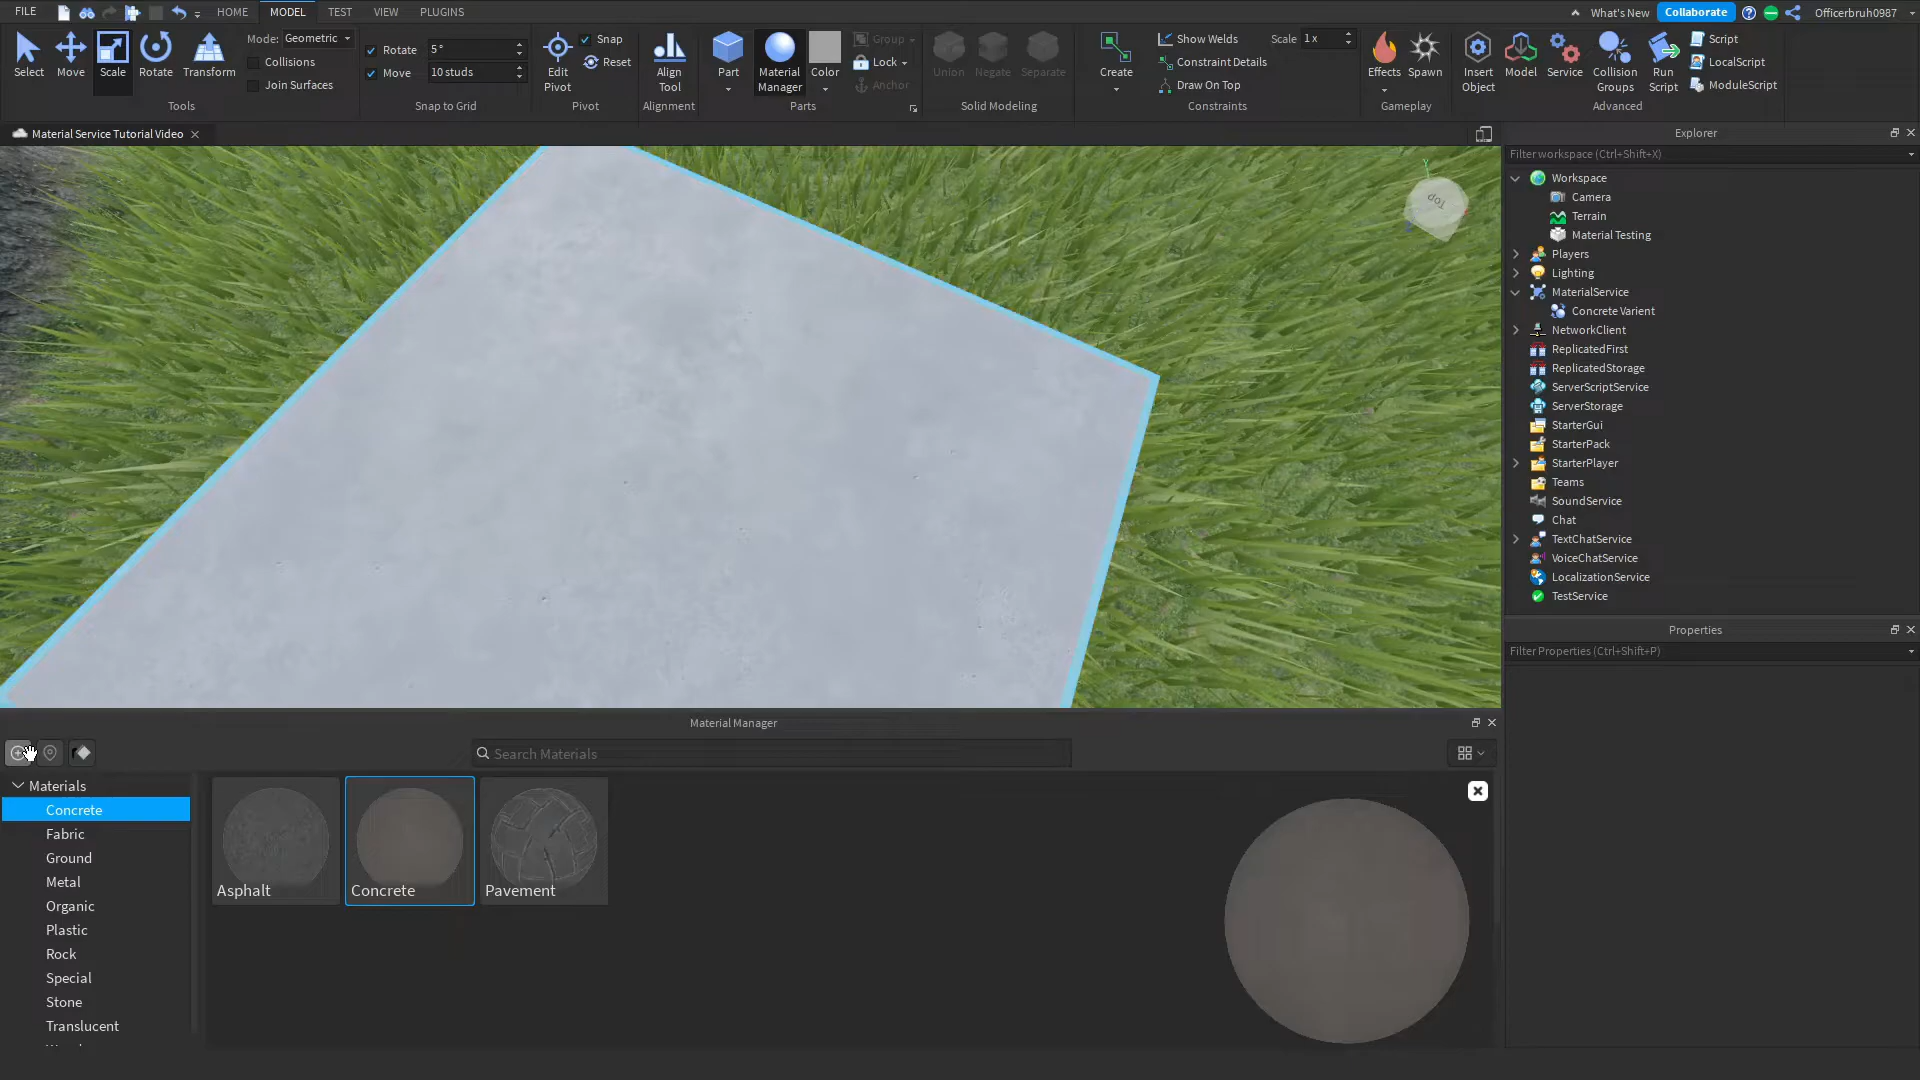 FILE HOME MODEL TEST VIEW PLUGINS What's New Collaborate Officerbruh0987
Select Move Scale Rotate Transform
Mode: Geometric
Collisions
Join Surfaces
Tools
Rotate 5°
Move 10 studs
Snap to Grid
Edit Pivot
Snap
Reset
Pivot
Align Tool
Alignment
Part Material Manager Color
Group
Lock
Anchor
Parts
Union Negate Separate
Solid Modeling
Create
Show Welds
Constraint Details
Draw On Top
Scale 1 x
Constraints
Effects Spawn
Gameplay
Insert Object Model Service Collision Groups Run Script
Script
LocalScript
ModuleScript
Advanced
Material Service Tutorial Video
Top
Y
Explorer
Filter workspace (Ctrl+Shift+X)
Workspace
Camera
Terrain
Material Testing
Players
Lighting
MaterialService
Concrete Varient
NetworkClient
ReplicatedFirst
ReplicatedStorage
ServerScriptService
ServerStorage
StarterGui
StarterPack
StarterPlayer
Teams
SoundService
Chat
TextChatService
VoiceChatService
LocalizationService
TestService
Properties
Filter Properties (Ctrl+Shift+P)
Material Manager
Search Materials
Materials
Concrete
Fabric
Ground
Metal
Organic
Plastic
Rock
Special
Stone
Translucent
Asphalt Concrete Pavement